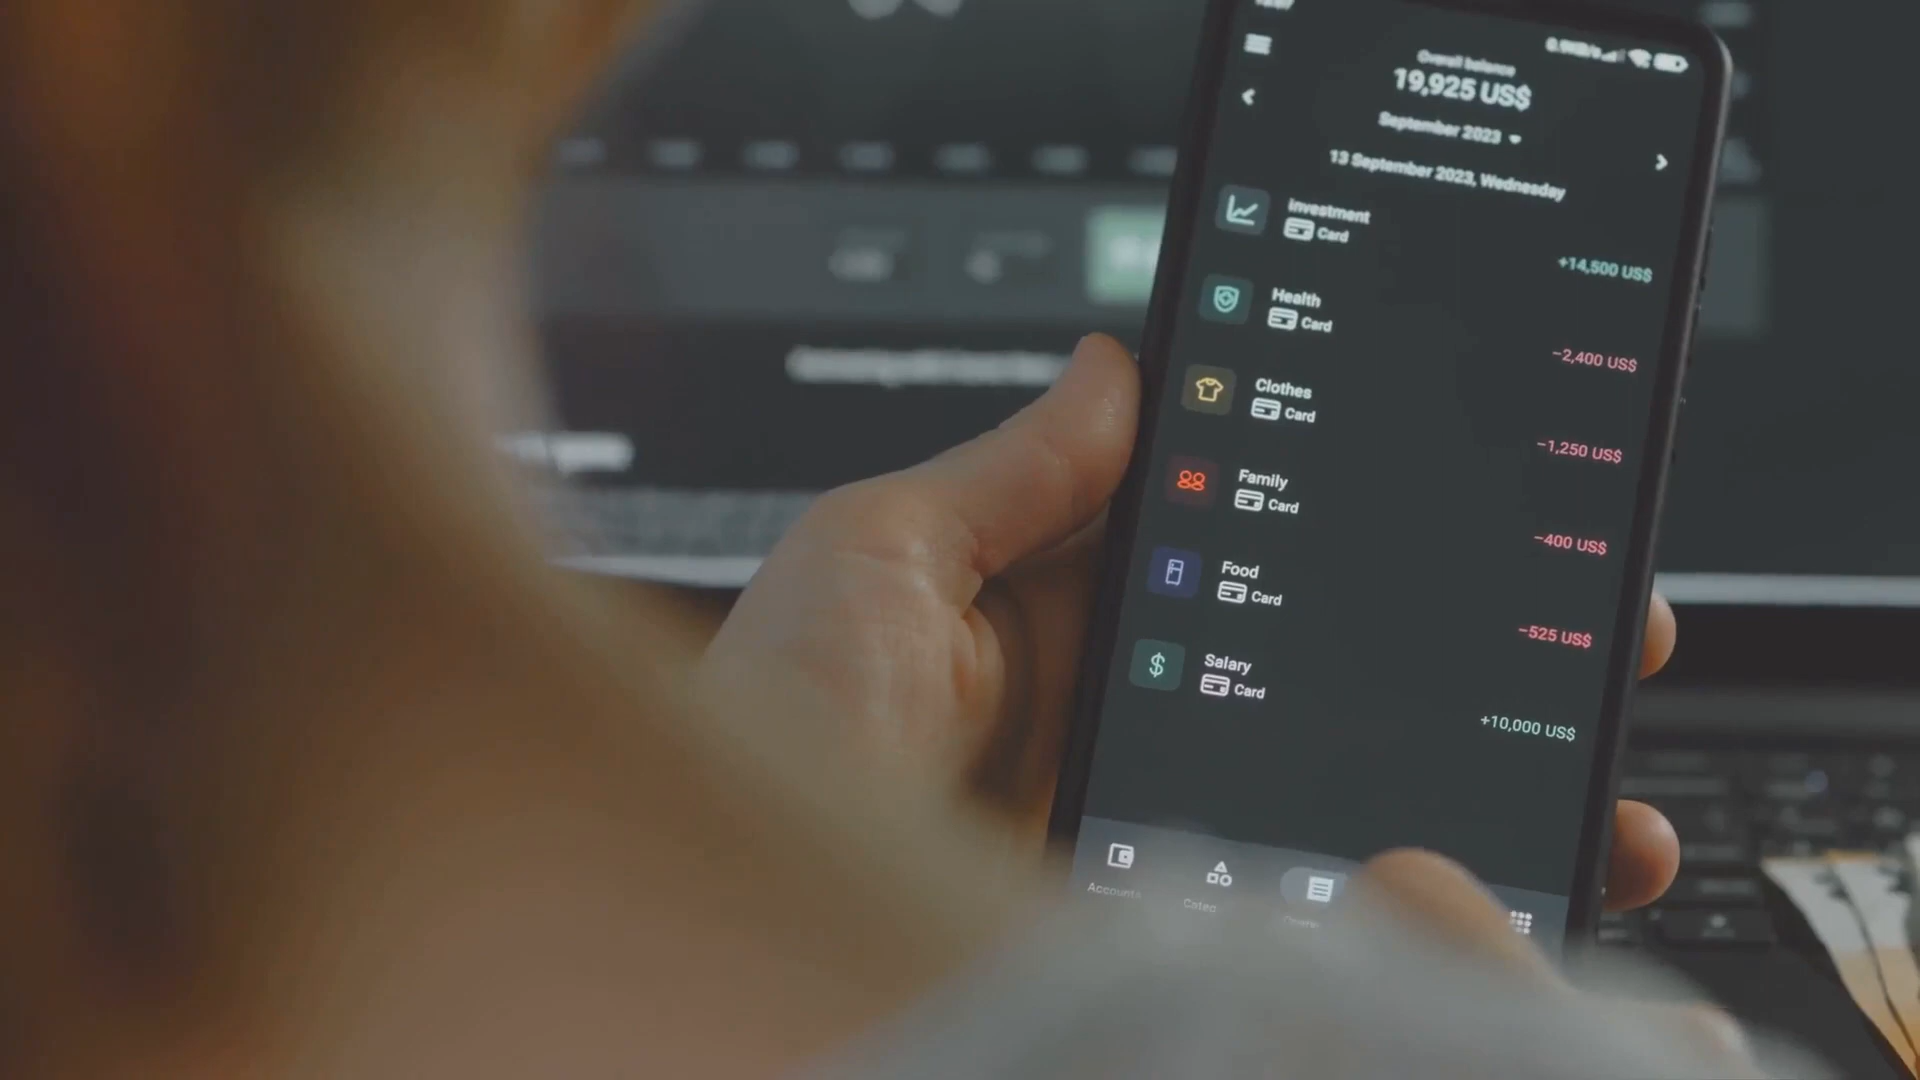 Overall balance
19,925 US$
September 2023
13 September 2023, Wednesday
Investment
Card
+14,500 US$
Health
Card
−2,400 US$
Clothes
Card
−1,250 US$
Family
Card
−400 US$
Food
Card
−525 US$
Salary
Card
+10,000 US$
Accounts